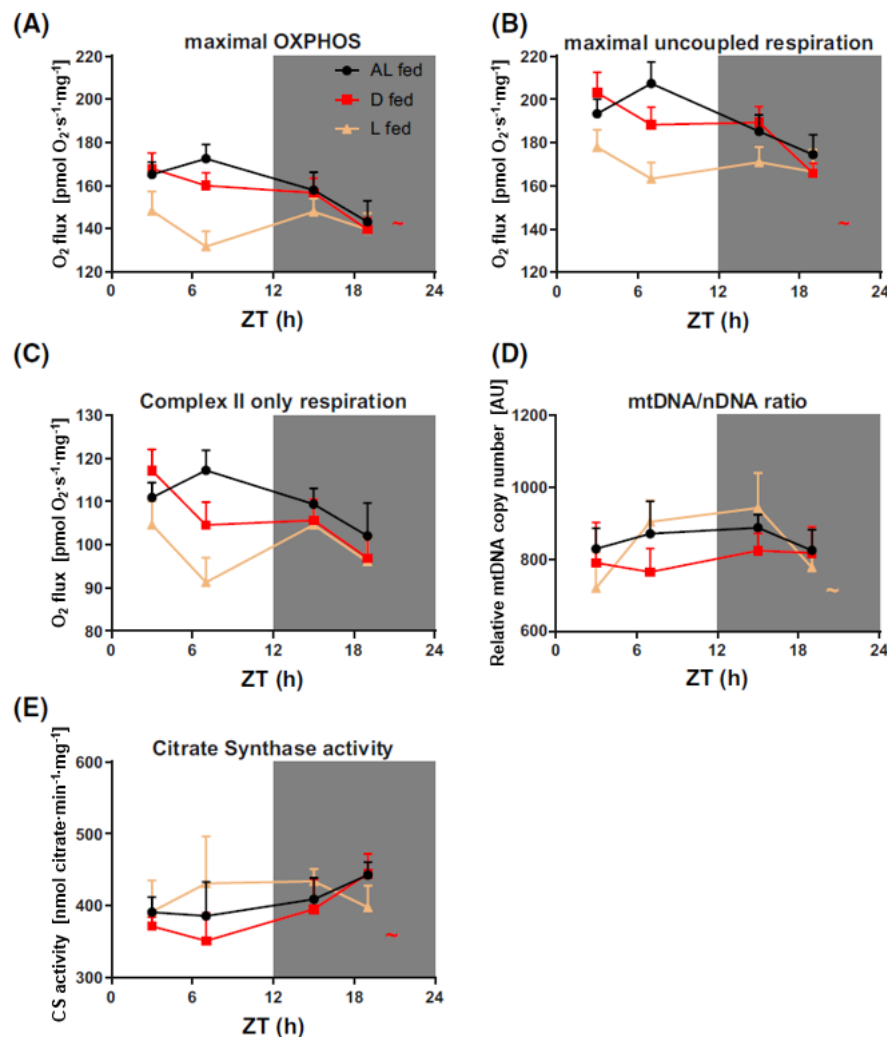 (A)
maximal OXPHOS
O₂ flux [pmol O₂·s⁻¹·mg⁻¹]
220
200
180
160
140
120
0 6 12 18 24
ZT (h)
AL fed
D fed
L fed
~
(B)
maximal uncoupled respiration
O₂ flux [pmol O₂·s⁻¹·mg⁻¹]
220
200
180
160
140
120
0 6 12 18 24
ZT (h)
~
(C)
Complex II only respiration
O₂ flux [pmol O₂·s⁻¹·mg⁻¹]
130
120
110
100
90
80
0 6 12 18 24
ZT (h)
(D)
mtDNA/nDNA ratio
Relative mtDNA copy number [AU]
1200
1000
800
600
0 6 12 18 24
ZT (h)
~
(E)
Citrate Synthase activity
CS activity [nmol citrate·min⁻¹·mg⁻¹]
600
500
400
300
0 6 12 18 24
ZT (h)
~